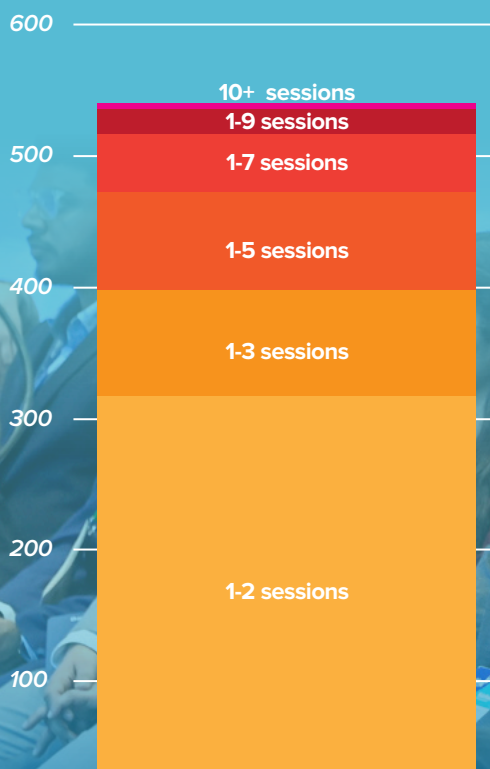 600
10+ sessions
1-9 sessions
500
1-7 sessions
1-5 sessions
400
1-3 sessions
300
200
1-2 sessions
100